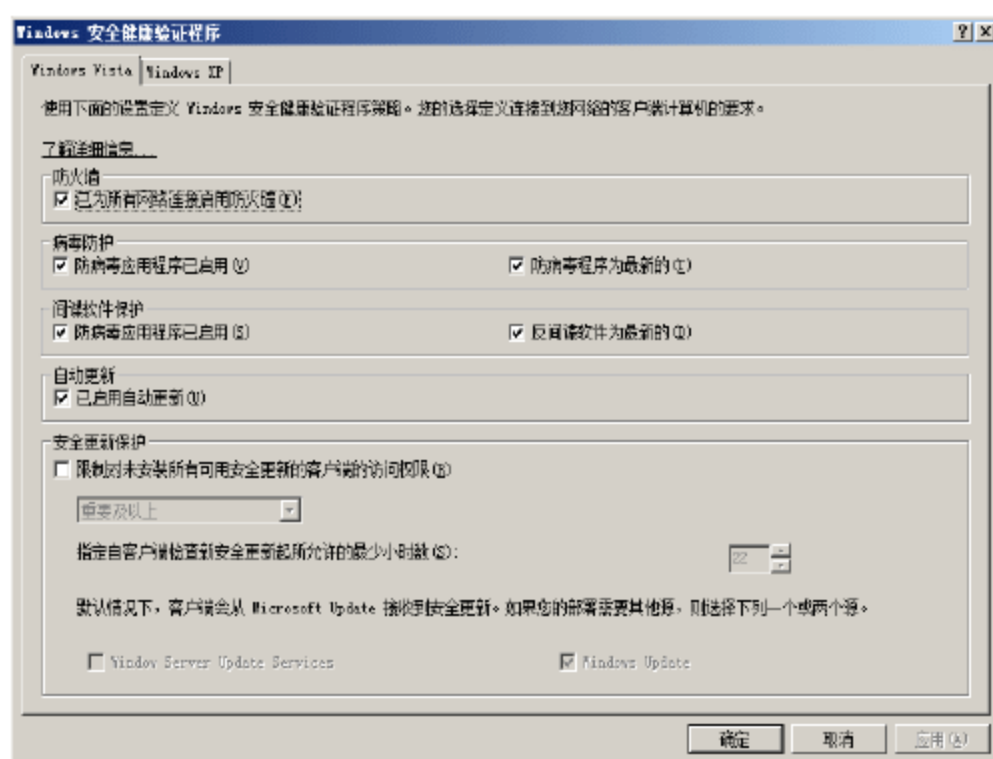 Windows 安全健康验证程序
Windows Vista
Windows XP
使用下面的设置定义 Windows 安全健康验证程序策略。您的选择定义连接到您网络的客户端计算机的要求。
了解详细信息...
防火墙
已为所有网络连接启用防火墙(F)
病毒防护
防病毒应用程序已启用(V)
防病毒程序为最新的(T)
间谍软件保护
防病毒应用程序已启用(S)
反间谍软件为最新的(Q)
自动更新
已启用自动更新(U)
安全更新保护
限制对未安装所有可用安全更新的客户端的访问权限(R)
重要及以上
指定自客户端检查新安全更新起所允许的最少小时数(S):
22
默认情况下，客户端会从 Microsoft Update 接收到安全更新。如果您的部署需要其他源，则选择下列一个或两个源。
Window Server Update Services
Windows Update
确定
取消
应用(A)